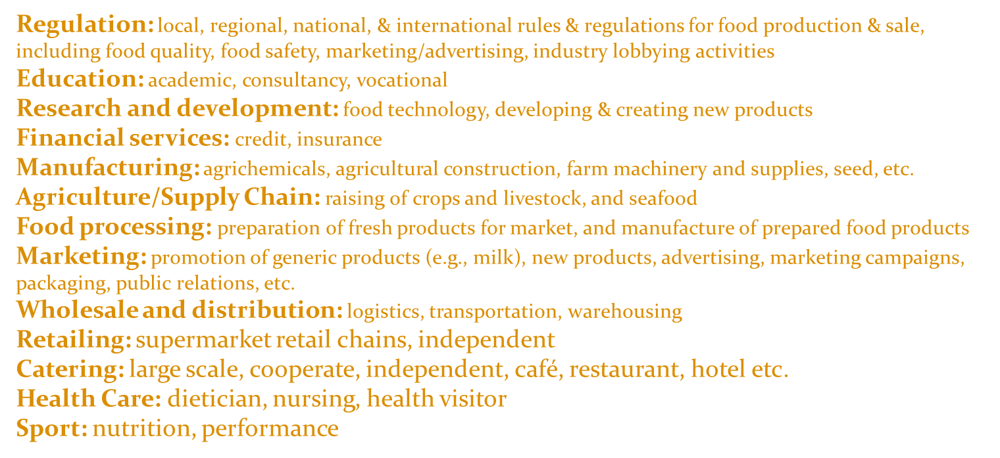 Regulation: local, regional, national, & international rules & regulations for food production & sale,
including food quality, food safety, marketing/advertising, industry lobbying activities
Education: academic, consultancy, vocational
Research and development: food technology, developing & creating new products
Financial services: credit, insurance
Manufacturing: agrichemicals, agricultural construction, farm machinery and supplies, seed, etc.
Agriculture/Supply Chain: raising of crops and livestock, and seafood
Food processing: preparation of fresh products for market, and manufacture of prepared food products
Marketing: promotion of generic products (e.g., milk), new products, advertising, marketing campaigns,
packaging, public relations, etc.
Wholesale and distribution: logistics, transportation, warehousing
Retailing: supermarket retail chains, independent
Catering: large scale, cooperate, independent, café, restaurant, hotel etc.
Health Care: dietician, nursing, health visitor
Sport: nutrition, performance